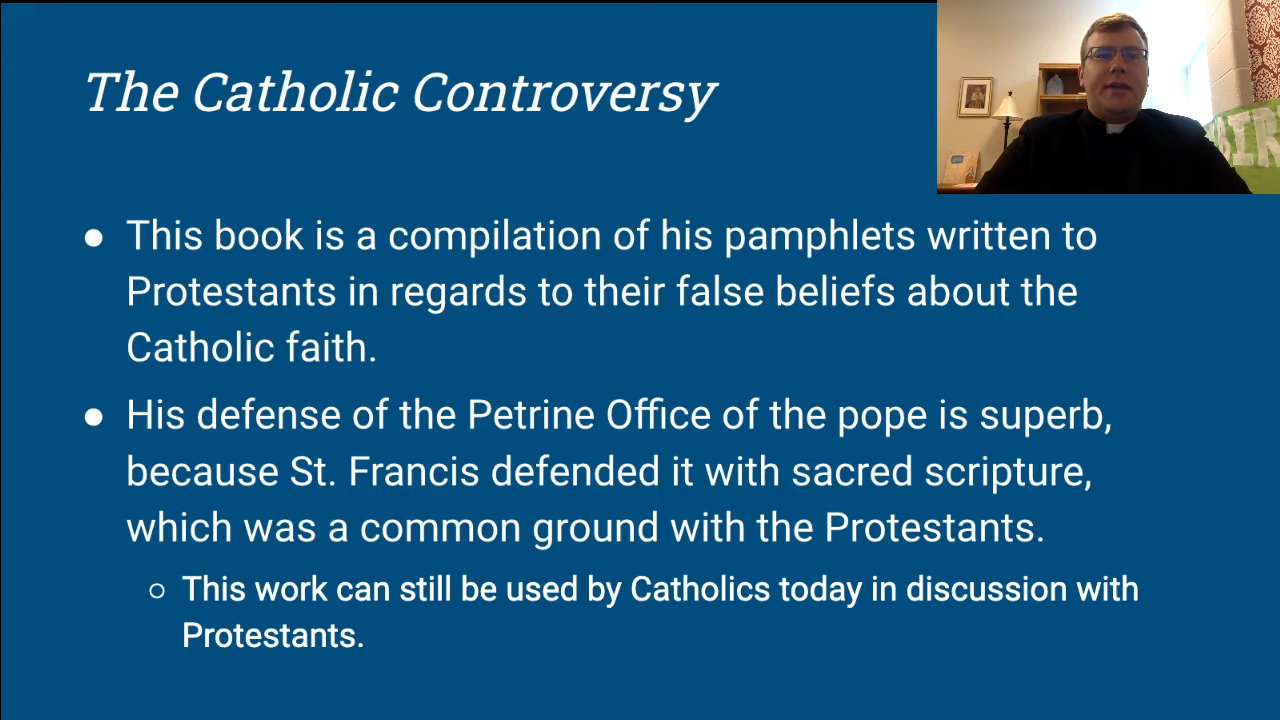 The Catholic Controversy
● This book is a compilation of his pamphlets written to
Protestants in regards to their false beliefs about the
Catholic faith.
● His defense of the Petrine Office of the pope is superb,
because St. Francis defended it with sacred scripture,
which was a common ground with the Protestants.
○ This work can still be used by Catholics today in discussion with
Protestants.
BIR